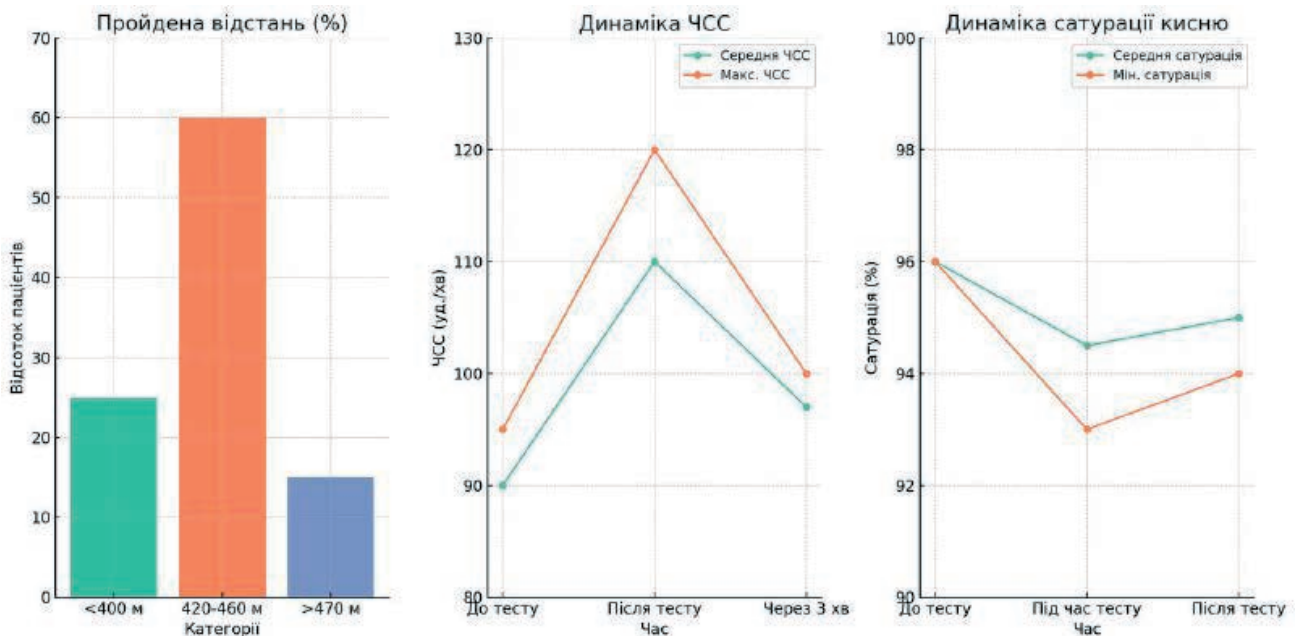 Пройдена відстань (%)
70
60
50
40
30
20
10
0
Відсоток пацієнтів
<400 м 420-460 м >470 м
Категорії
Динаміка ЧСС
Середня ЧСС
Макс. ЧСС
130
120
110
100
90
80
ЧСС (уд./хв)
До тесту Після тесту Через 3 хв
Час
Динаміка сатурації кисню
Середня сатурація
Мін. сатурація
100
98
96
94
92
90
Сатурація (%)
До тесту Під час тесту Після тесту
Час